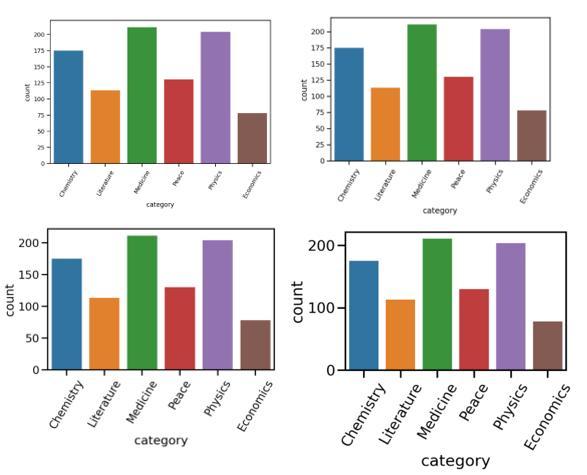 200
175
150
125
100
75
50
25
0
count
Chemistry
Literature
Medicine
Peace
Physics
Economics
category
200
175
150
125
100
75
50
25
0
count
Chemistry
Literature
Medicine
Peace
Physics
Economics
category
200
150
100
50
0
count
Chemistry
Literature
Medicine
Peace
Physics
Economics
category
200
100
0
count
Chemistry
Literature
Medicine
Peace
Physics
Economics
category